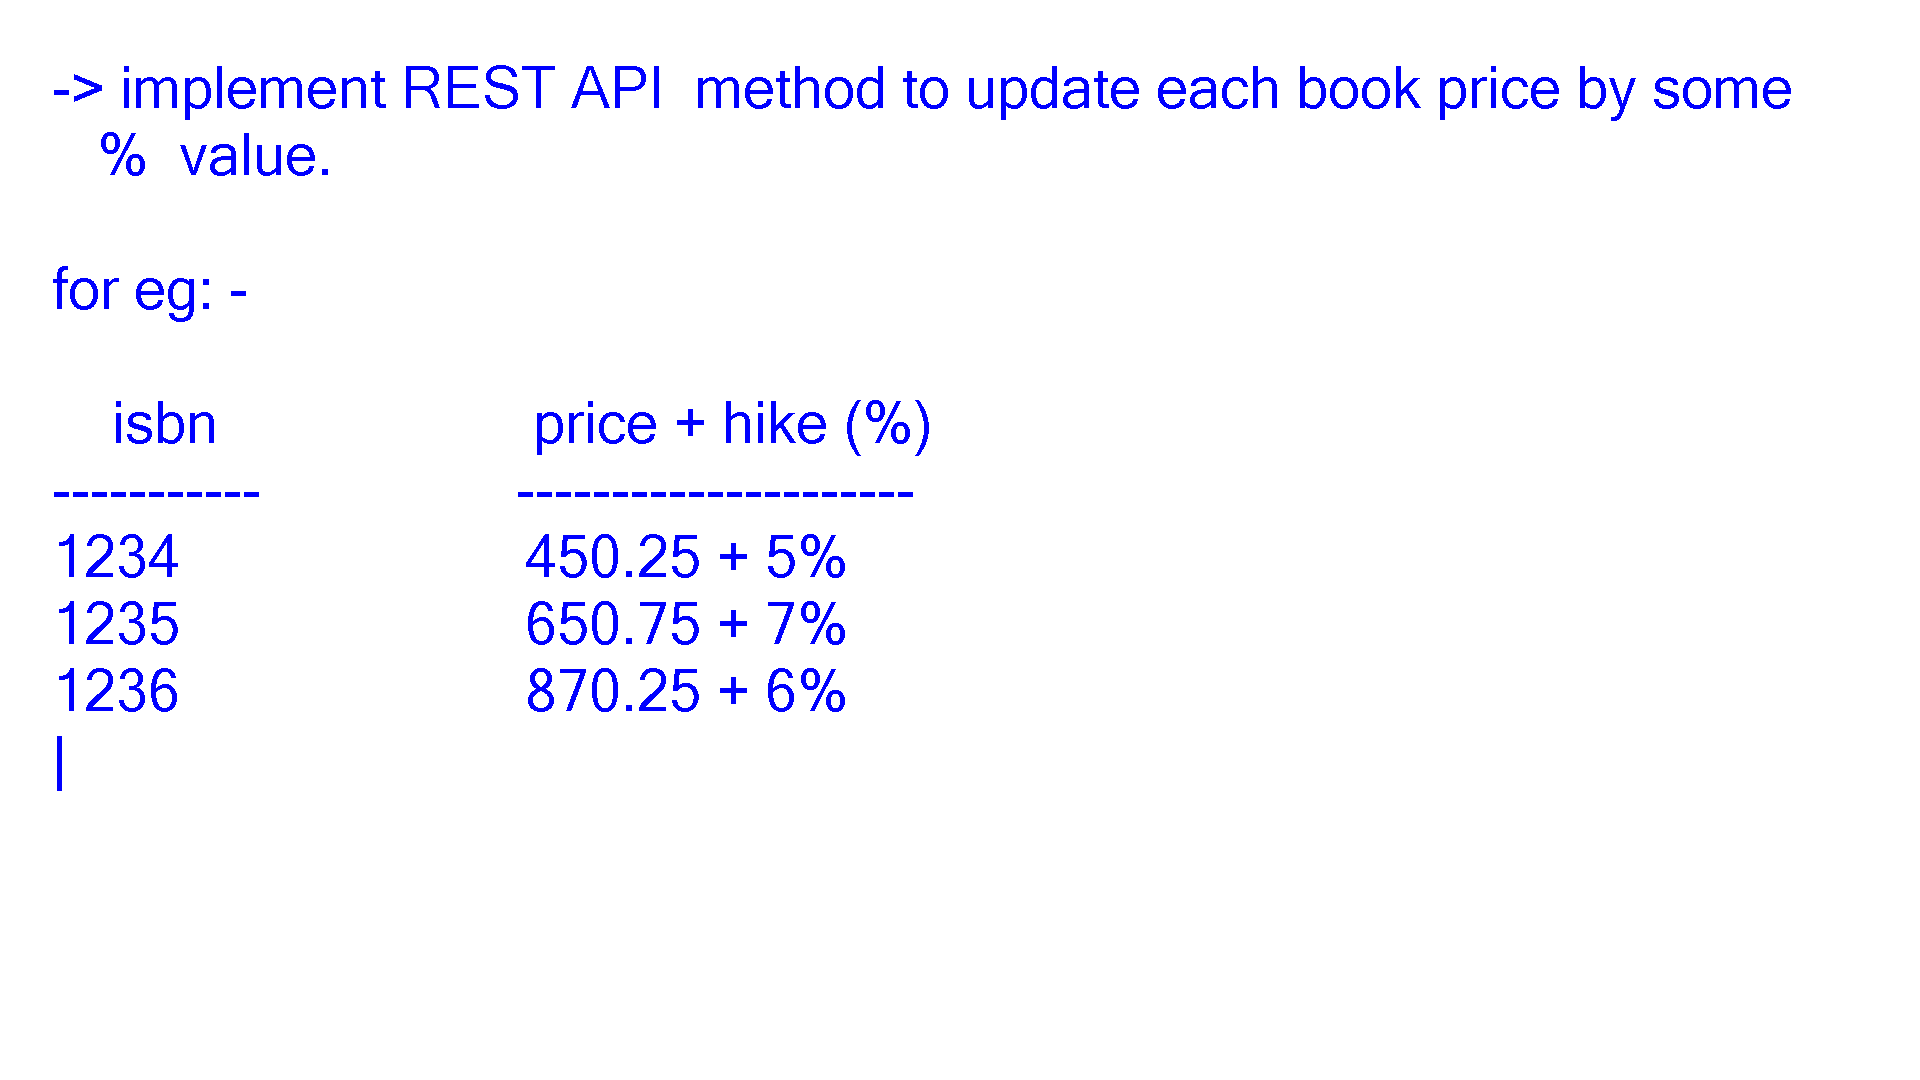 -> implement REST API  method to update each book price by some
% value.
for eg: -
isbn price + hike (%)
----------- ---------------------
1234 450.25 + 5%
1235 650.75 + 7%
1236 870.25 + 6%